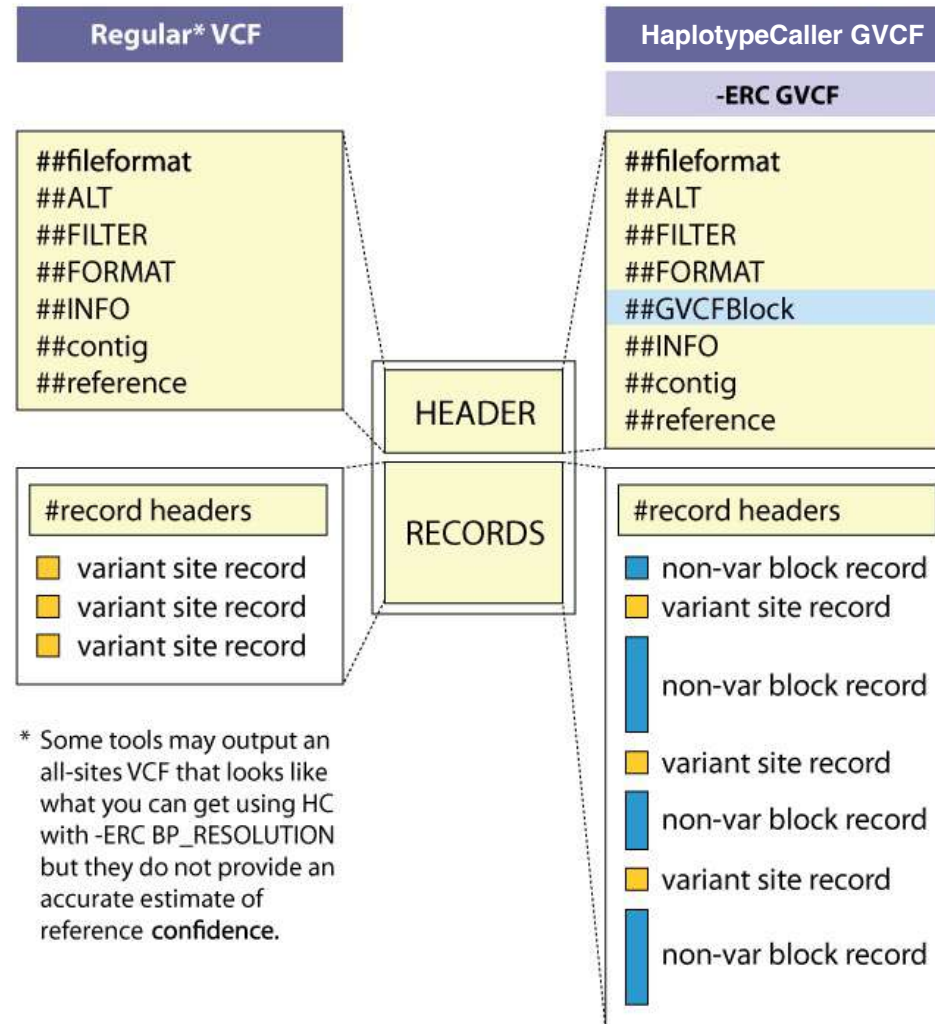 Regular* VCF
##fileformat
##ALT
##FILTER
##FORMAT
##INFO
##contig
##reference
#record headers
variant site record
variant site record
variant site record
* Some tools may output an
all-sites VCF that looks like
what you can get using HC
with -ERC BP_RESOLUTION
but they do not provide an
accurate estimate of
reference confidence.
HEADER
RECORDS
HaplotypeCaller GVCF
-ERC GVCF
##fileformat
##ALT
##FILTER
##FORMAT
##GVCFBlock
##INFO
##contig
##reference
#record headers
non-var block record
variant site record
non-var block record
variant site record
non-var block record
variant site record
non-var block record